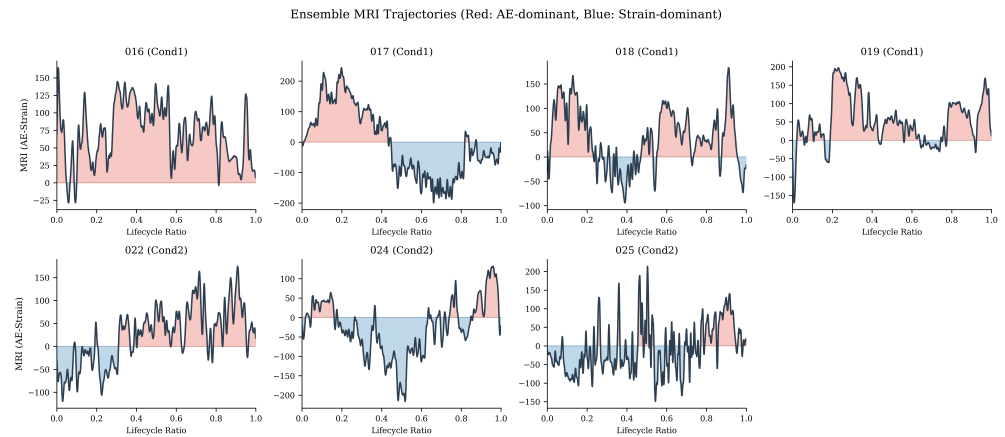 Ensemble MRI Trajectories (Red: AE-dominant, Blue: Strain-dominant)
016 (Cond1)
017 (Cond1)
018 (Cond1)
019 (Cond1)
MRI (AE-Strain)
150
125
100
75
50
25
0
−25
0.0 0.2 0.4 0.6 0.8 1.0
Lifecycle Ratio
200
100
0
−100
−200
0.0 0.2 0.4 0.6 0.8 1.0
Lifecycle Ratio
150
100
50
0
−50
−100
0.0 0.2 0.4 0.6 0.8 1.0
Lifecycle Ratio
200
150
100
50
0
−50
−100
−150
0.0 0.2 0.4 0.6 0.8 1.0
Lifecycle Ratio
022 (Cond2)
024 (Cond2)
025 (Cond2)
MRI (AE-Strain)
150
100
50
0
−50
−100
0.0 0.2 0.4 0.6 0.8 1.0
Lifecycle Ratio
100
50
0
−50
−100
−150
−200
0.0 0.2 0.4 0.6 0.8 1.0
Lifecycle Ratio
200
150
100
50
0
−50
−100
−150
0.0 0.2 0.4 0.6 0.8 1.0
Lifecycle Ratio